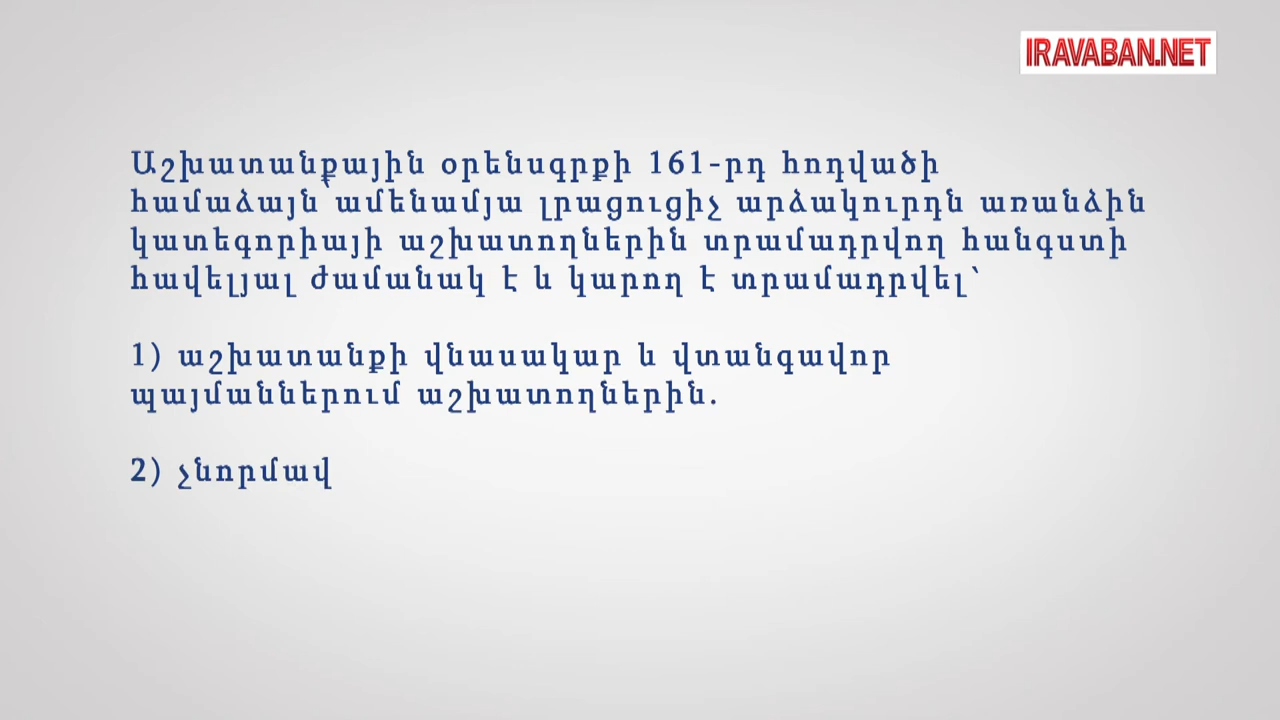 IRAVABAN.NET
Աշխատանքային օրենսգրքի 161-րդ հոդվածի
համաձայն՝ ամենամյա լրացուցիչ արձակուրդն առանձին
կատեգորիայի աշխատողներին տրամադրվող հանգստի
հավելյալ ժամանակ է և կարող է տրամադրվել՝
1) աշխատանքի վնասակար և վտանգավոր
պայմաններում աշխատողներին.
2) չնորմավ